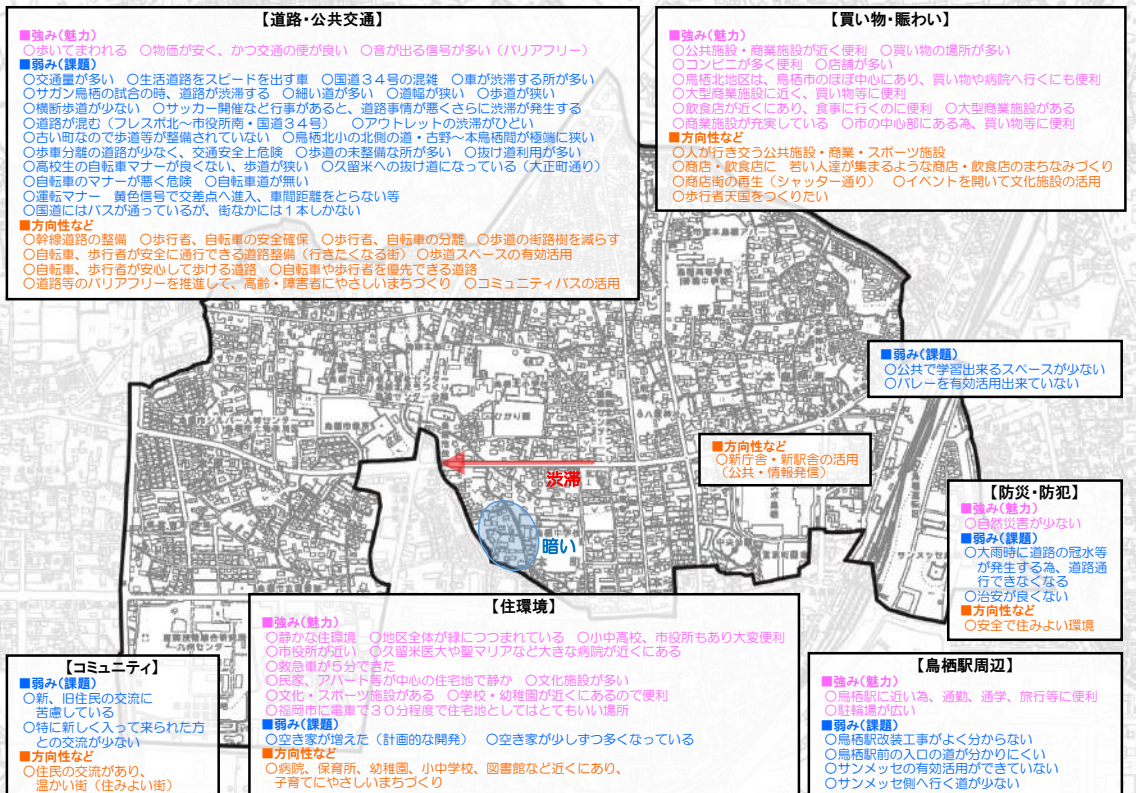 【道路・公共交通】
■強み(魅力)
○歩いてまわれる ○物価が安く、かつ交通の便が良い ○音が出る信号が多い(バリアフリー)
■弱み(課題)
○交通量が多い ○生活道路をスピードを出す車 ○国道34号の混雑 ○車が渋滞する所が多い
○サガン鳥栖の試合の時、道路が渋滞する ○細い道が多い ○道幅が狭い ○歩道が狭い
○横断歩道が少ない ○サッカー開催など行事があると、道路事情が悪くさらに渋滞が発生する
○道路が混む(フレスポ北~市役所南・国道34号) ○アウトレットの渋滞がひどい
○古い町なので歩道等が整備されていない ○鳥栖北小の北側の道・古野~本鳥栖間が極端に狭い
○歩車分離の道路が少なく、交通安全上危険 ○歩道の未整備な所が多い ○抜け道利用が多い
○高校生の自転車マナーが良くない、歩道が狭い ○久留米への抜け道になっている(大正町通り)
○自転車のマナーが悪く危険 ○自転車道が無い
○運転マナー 黄色信号で交差点へ進入、車間距離をとらない等
○国道にはバスが通っているが、街なかには1本しかない
■方向性など
○幹線道路の整備 ○歩行者、自転車の安全確保 ○歩行者、自転車の分離 ○歩道の街路樹を減らす
○自転車、歩行者が安全に通行できる道路整備(行きたくなる街) ○歩道スペースの有効活用
○自転車、歩行者が安心して歩ける道路 ○自転車や歩行者を優先できる道路
○道路等のバリアフリーを推進して、高齢・障害者にやさしいまちづくり ○コミュニティバスの活用
【買い物・賑わい】
■強み(魅力)
○公共施設・商業施設が近く便利 ○買い物の場所が多い
○コンビニが多く便利 ○店舗が多い
○鳥栖北地区は、鳥栖市のほぼ中心にあり、買い物や病院へ行くにも便利
○大型商業施設に近く、買い物等に便利
○飲食店が近くにあり、食事に行くのに便利 ○大型商業施設がある
○商業施設が充実している ○市の中心部にある為、買い物等に便利
■方向性など
○人が行き交う公共施設・商業・スポーツ施設
○商店・飲食店に 若い人達が集まるような商店・飲食店のまちなみづくり
○商店街の再生(シャッター通り) ○イベントを開いて文化施設の活用
○歩行者天国をつくりたい
■弱み(課題)
○公共で学習出来るスペースが少ない
○バレーを有効活用出来ていない
■方向性など
○新庁舎・新駅舎の活用
(公共・情報発信)
渋滞
暗い
【防災・防犯】
■強み(魅力)
○自然災害が少ない
■弱み(課題)
○大雨時に道路の冠水等
が発生する為、道路通
行できなくなる
○治安が良くない
■方向性など
○安全で住みよい環境
【住環境】
■強み(魅力)
○静かな住環境 ○地区全体が緑につつまれている ○小中高校、市役所もあり大変便利
○市役所が近い ○久留米医大や聖マリアなど大きな病院が近くにある
○救急車が5分できた
○民家、アパート等が中心の住宅地で静か ○文化施設が多い
○文化・スポーツ施設がある ○学校・幼稚園が近くにあるので便利
○福岡市に電車で30分程度で住宅地としてはとてもいい場所
■弱み(課題)
○空き家が増えた(計画的な開発) ○空き家が少しずつ多くなっている
■方向性など
○病院、保育所、幼稚園、小中学校、図書館など近くにあり、
子育てにやさしいまちづくり
【コミュニティ】
■弱み(課題)
○新、旧住民の交流に
苦慮している
○特に新しく入って来られた方
との交流が少ない
■方向性など
○住民の交流があり、
温かい街(住みよい街)
【鳥栖駅周辺】
■強み(魅力)
○鳥栖駅に近い為、通勤、通学、旅行等に便利
○駐輪場が広い
■弱み(課題)
○鳥栖駅改装工事がよく分からない
○鳥栖駅前の入口の道が分かりにくい
○サンメッセの有効活用ができていない
○サンメッセ側へ行く道が少ない